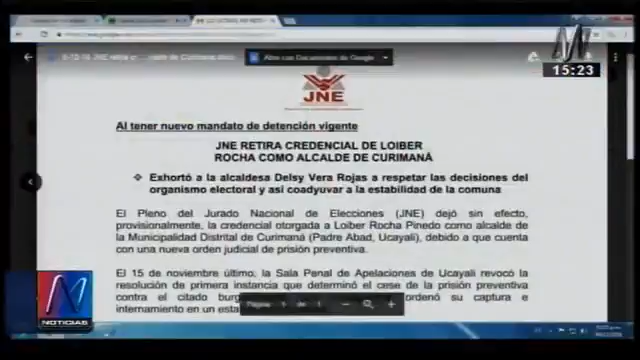 Abrir con Documentos de Google
15:23
JNE
Al tener nuevo mandato de detención vigente
JNE RETIRA CREDENCIAL DE LOIBER
ROCHA COMO ALCALDE DE CURIMANÁ
❖ Exhortó a la alcaldesa Delsy Vera Rojas a respetar las decisiones del
organismo electoral y así coadyuvar a la estabilidad de la comuna
El Pleno del Jurado Nacional de Elecciones (JNE) dejó sin efecto,
provisionalmente, la credencial otorgada a Loiber Rocha Pinedo como alcalde de
la Municipalidad Distrital de Curimaná (Padre Abad, Ucayali), debido a que cuenta
con una nueva orden judicial de prisión preventiva.
El 15 de noviembre último, la Sala Penal de Apelaciones de Ucayali revocó la
resolución de primera instancia que determinó el cese de la prisión preventiva
contra el citado burg ordenó su captura e
internamiento en un esta
Página 1 de 1
N
NOTICIAS